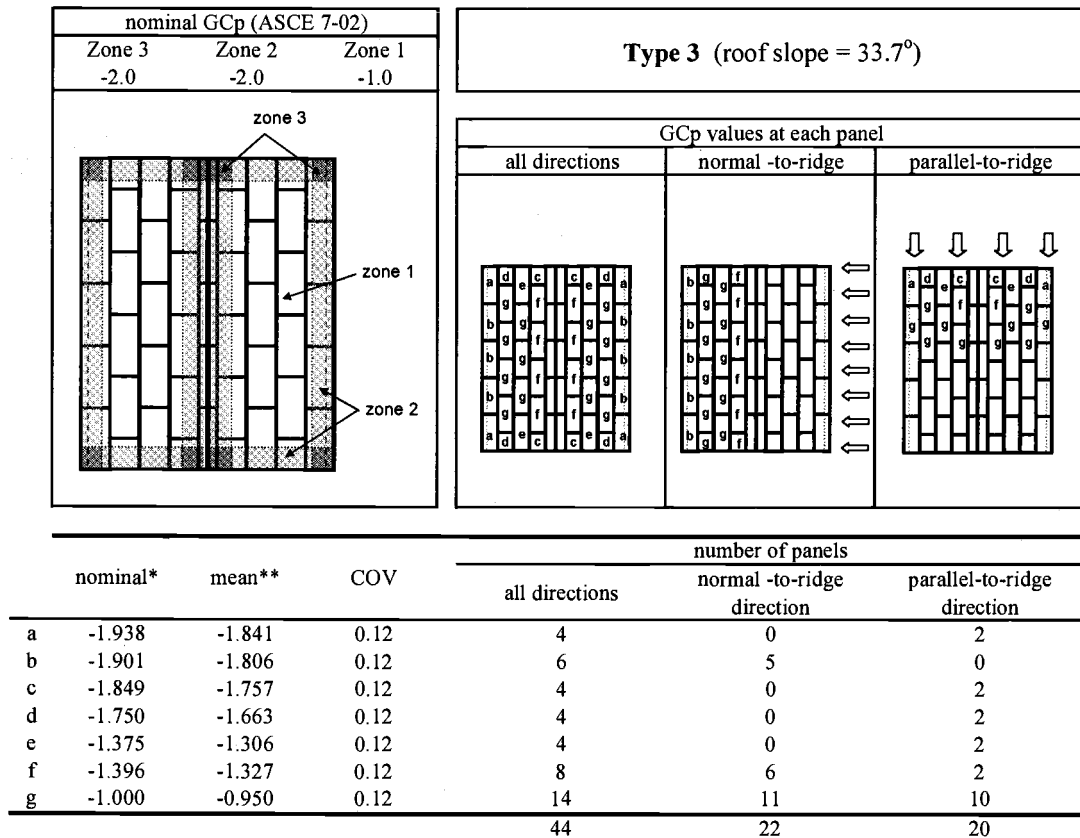 nominal GCp (ASCE 7-02)
Zone 3 Zone 2 Zone 1
-2.0 -2.0 -1.0
zone 3
zone 1
zone 2
Type 3 (roof slope = 33.7°)
GCp values at each panel
all directions normal -to-ridge parallel-to-ridge
d c c d
a e e a
g f f g
b g g b
g f f g
b g g b
g f f g
b g g b
g f f g
a e e a
d c c d
g f
b g
g f
b g
g f
b g
g f
b g
g f
b g
g f
d c c d
a e e a
g f f g
g g g g
g g
number of panels
nominal* mean** COV all directions normal -to-ridge direction parallel-to-ridge direction
a -1.938 -1.841 0.12 4 0 2
b -1.901 -1.806 0.12 6 5 0
c -1.849 -1.757 0.12 4 0 2
d -1.750 -1.663 0.12 4 0 2
e -1.375 -1.306 0.12 4 0 2
f -1.396 -1.327 0.12 8 6 2
g -1.000 -0.950 0.12 14 11 10
44 22 20